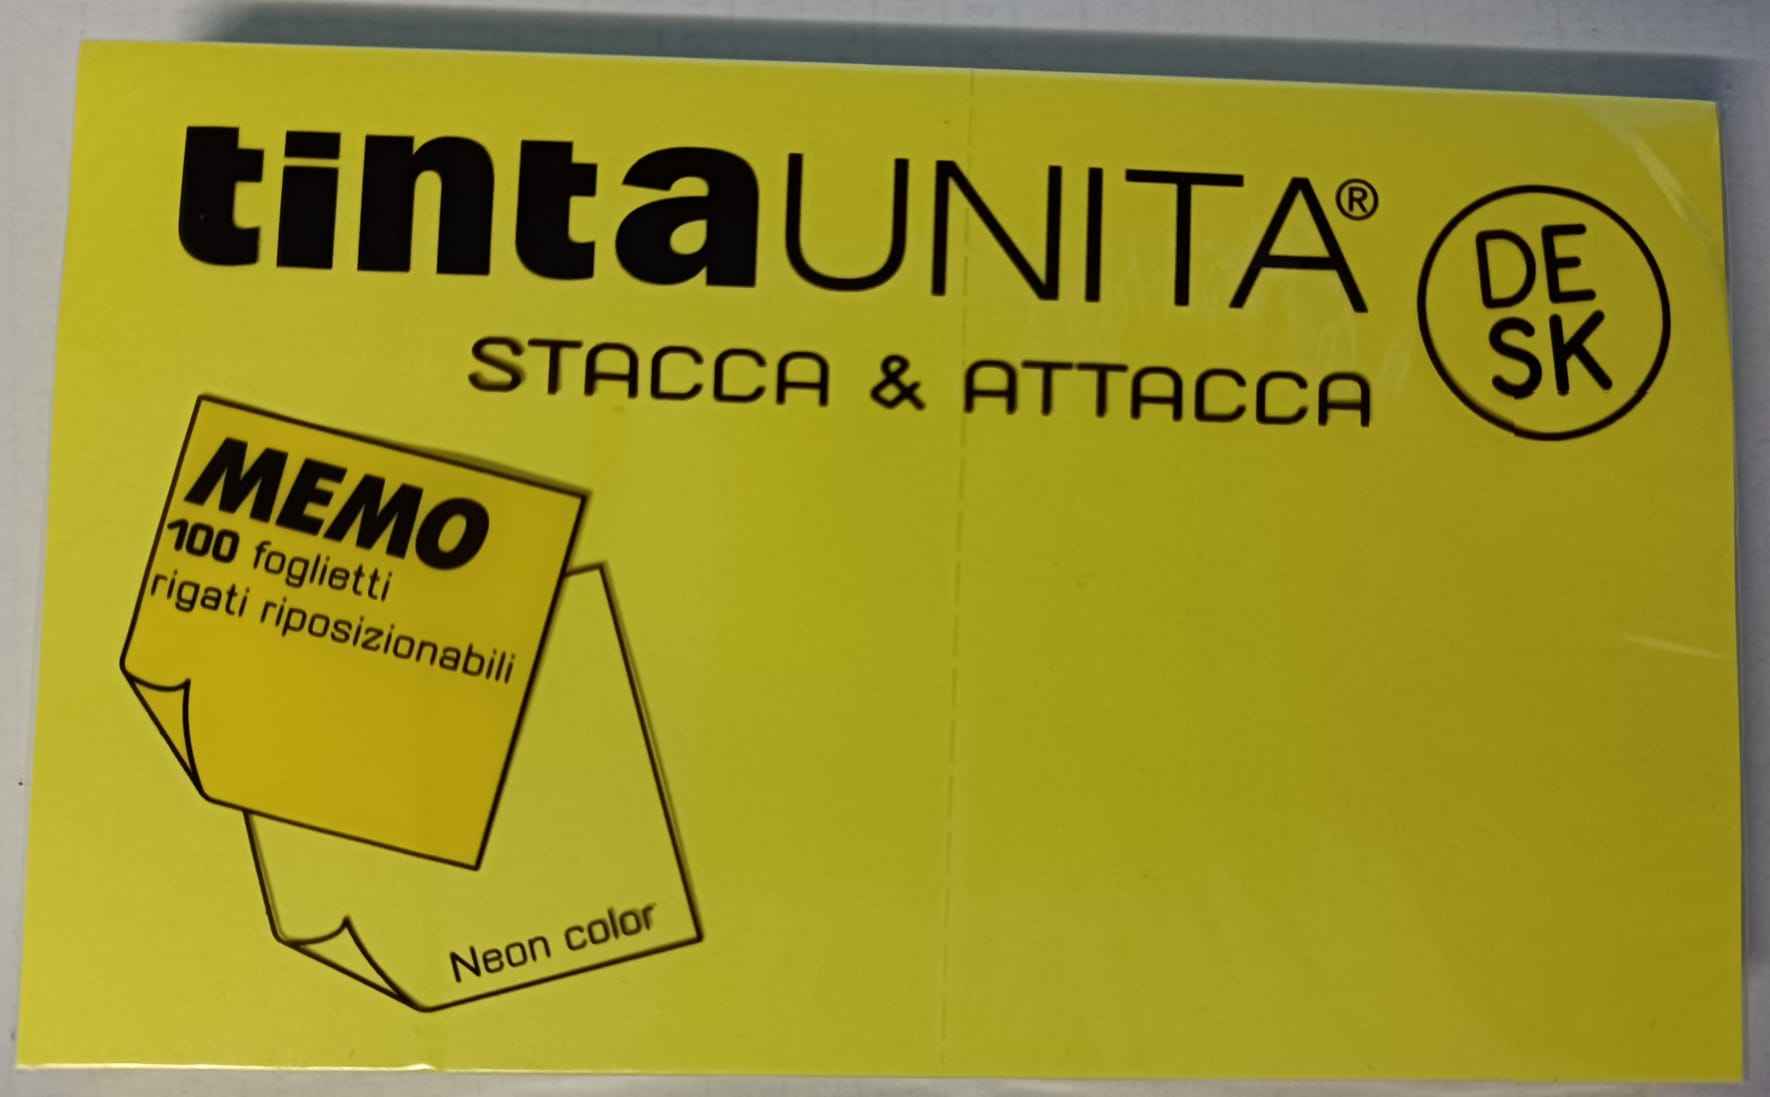 tintaUNITA®
DE
SK
STACCA & ATTACCA
MEMO
100 foglietti
rigati riposizionabili
Neon color